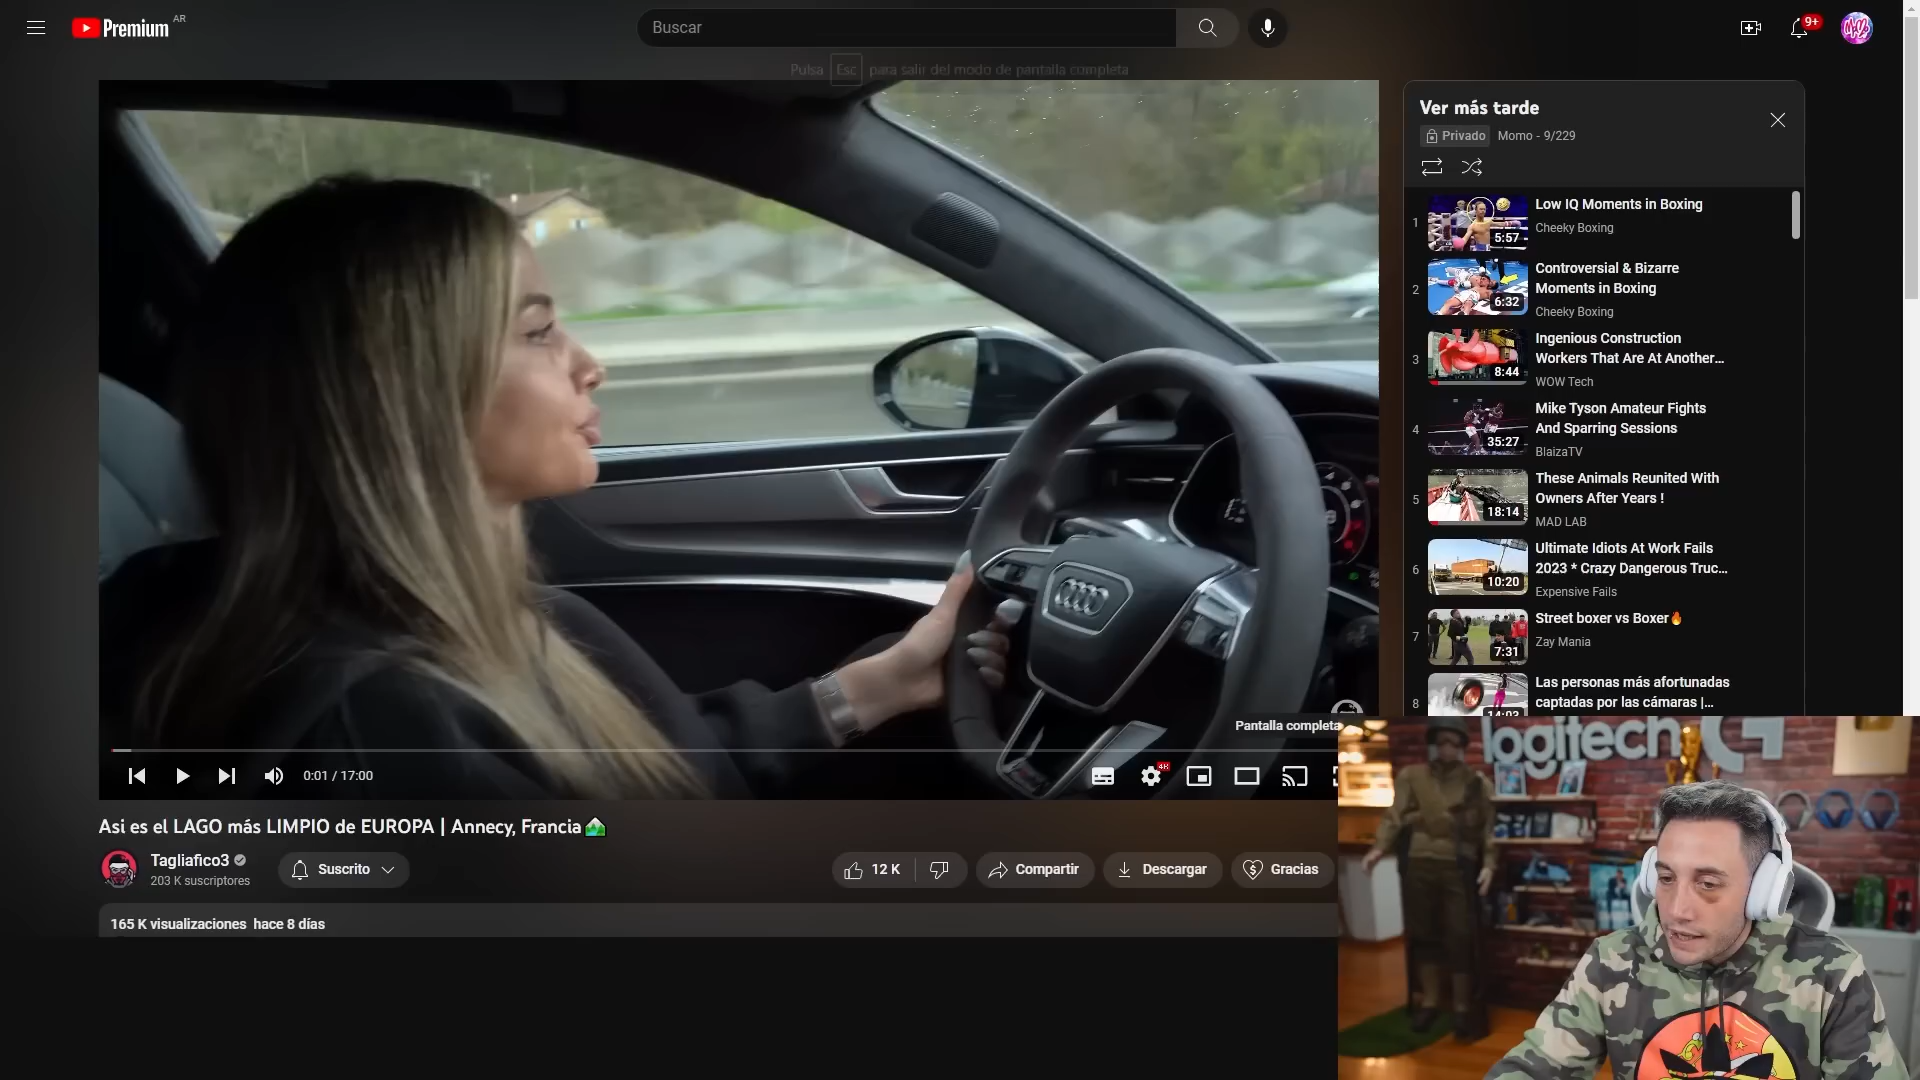 Premium AR
Buscar
9+
Pulsa Esc para salir del modo de pantalla completa
Pantalla completa
0:01 / 17:00
4K
Asi es el LAGO más LIMPIO de EUROPA | Annecy, Francia
Tagliafico3
203 K suscriptores
Suscrito
12 K
Compartir
Descargar
Gracias
165 K visualizaciones hace 8 días
Ver más tarde
Privado Momo - 9/229
1
5:57
Low IQ Moments in Boxing
Cheeky Boxing
2
6:32
Controversial & Bizarre
Moments in Boxing
Cheeky Boxing
3
8:44
Ingenious Construction
Workers That Are At Another...
WOW Tech
4
35:27
Mike Tyson Amateur Fights
And Sparring Sessions
BlaizaTV
5
18:14
These Animals Reunited With
Owners After Years !
MAD LAB
6
10:20
Ultimate Idiots At Work Fails
2023 * Crazy Dangerous Truc...
Expensive Fails
7
7:31
Street boxer vs Boxer🔥
Zay Mania
8
14:03
Las personas más afortunadas
captadas por las cámaras |...
logitech G